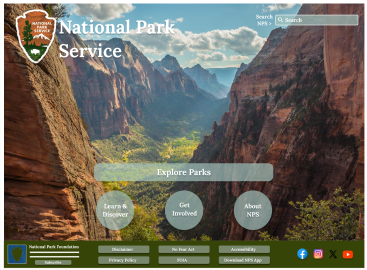 NATIONAL
PARK
SERVICE
National Park
Service
Search
NPS >
Search
Explore Parks
Learn &
Discover
Get
Involved
About
NPS
National Park Foundation
Subscribe
Disclaimer
No Fear Act
Accessibility
Privacy Policy
FOIA
Download NPS App